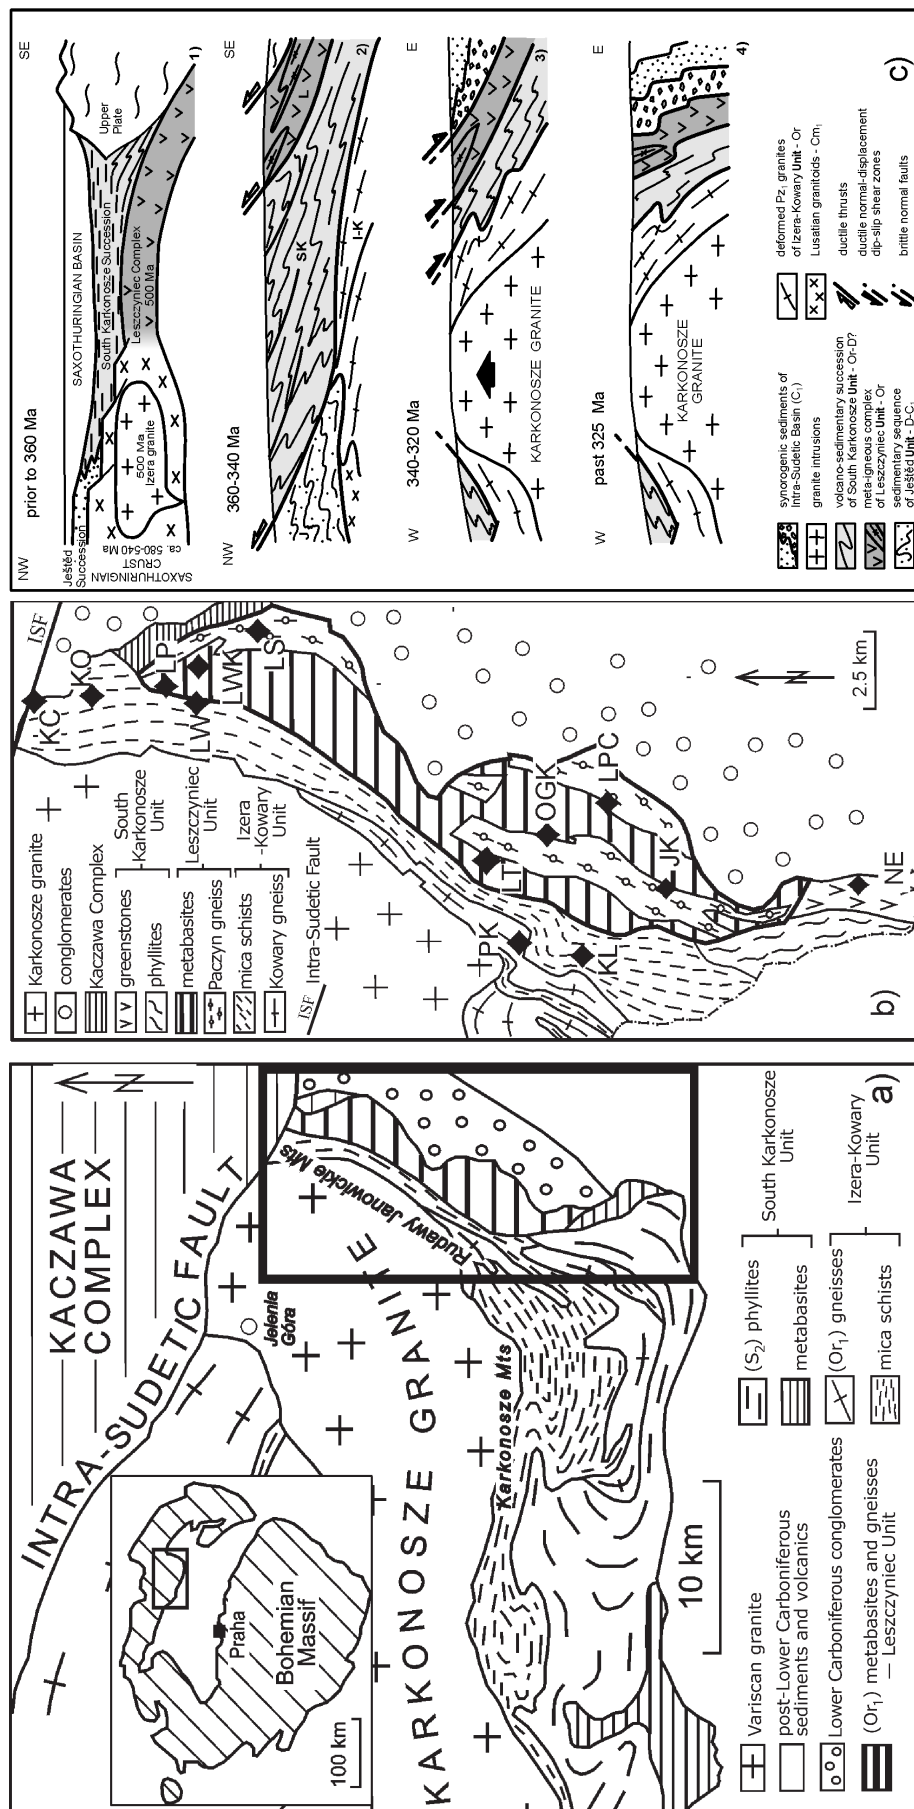 KACZAWA
COMPLEX
INTRA-SUDETIC FAULT
N
Jelenia
Góra
KARKONOSZE GRANITE
Rudawy Janowickie Mts
Karkonosze Mts
Praha
Bohemian
Massif
100 km
10 km
Variscan granite
post-Lower Carboniferous
sediments and volcanics
Lower Carboniferous conglomerates
(Or₁) metabasites and gneisses
— Leszczyniec Unit
(S₂) phyllites
metabasites
South Karkonosze
Unit
(Or₁) gneisses
mica schists
Izera-Kowary
Unit
a)
Karkonosze granite
conglomerates
Kaczawa Complex
greenstones
phyllites
South
Karkonosze
Unit
metabasites
Paczyn gneiss
Leszczyniec
Unit
mica schists
Kowary gneiss
Izera
-Kowary
Unit
ISF
Intra-Sudetic Fault
ISF
KC
KO
LP
LW
LWK
LS
PK
LT
OGK
KL
JK
LPC
NE
N
2.5 km
b)
NW
prior to 360 Ma
SE
Ještěd
Succession
SAXOTHURINGIAN BASIN
South Karkonosze Succession
Upper
Plate
Leszczyniec Complex
500 Ma
500 Ma
Izera granite
SAXOTHURINGIAN
CRUST
ca 580-540 Ma
1)
NW
360-340 Ma
SE
SK
L
I-K
2)
W
340-320 Ma
E
KARKONOSZE GRANITE
3)
W
past 325 Ma
E
KARKONOSZE
GRANITE
4)
synorogenic sediments of
Intra-Sudetic Basin (C₁)
granite intrusions
volcano-sedimentary succession
of South Karkonosze Unit - Or-D?
meta-igneous complex
of Leszczyniec Unit - Or
sedimentary sequence
of Ještěd Unit - D-C₁
deformed Pz₁ granites
of Izera-Kowary Unit - Or
Lusatian granitoids - Cm₁
ductile thrusts
ductile normal-displacement
dip-slip shear zones
brittle normal faults
c)